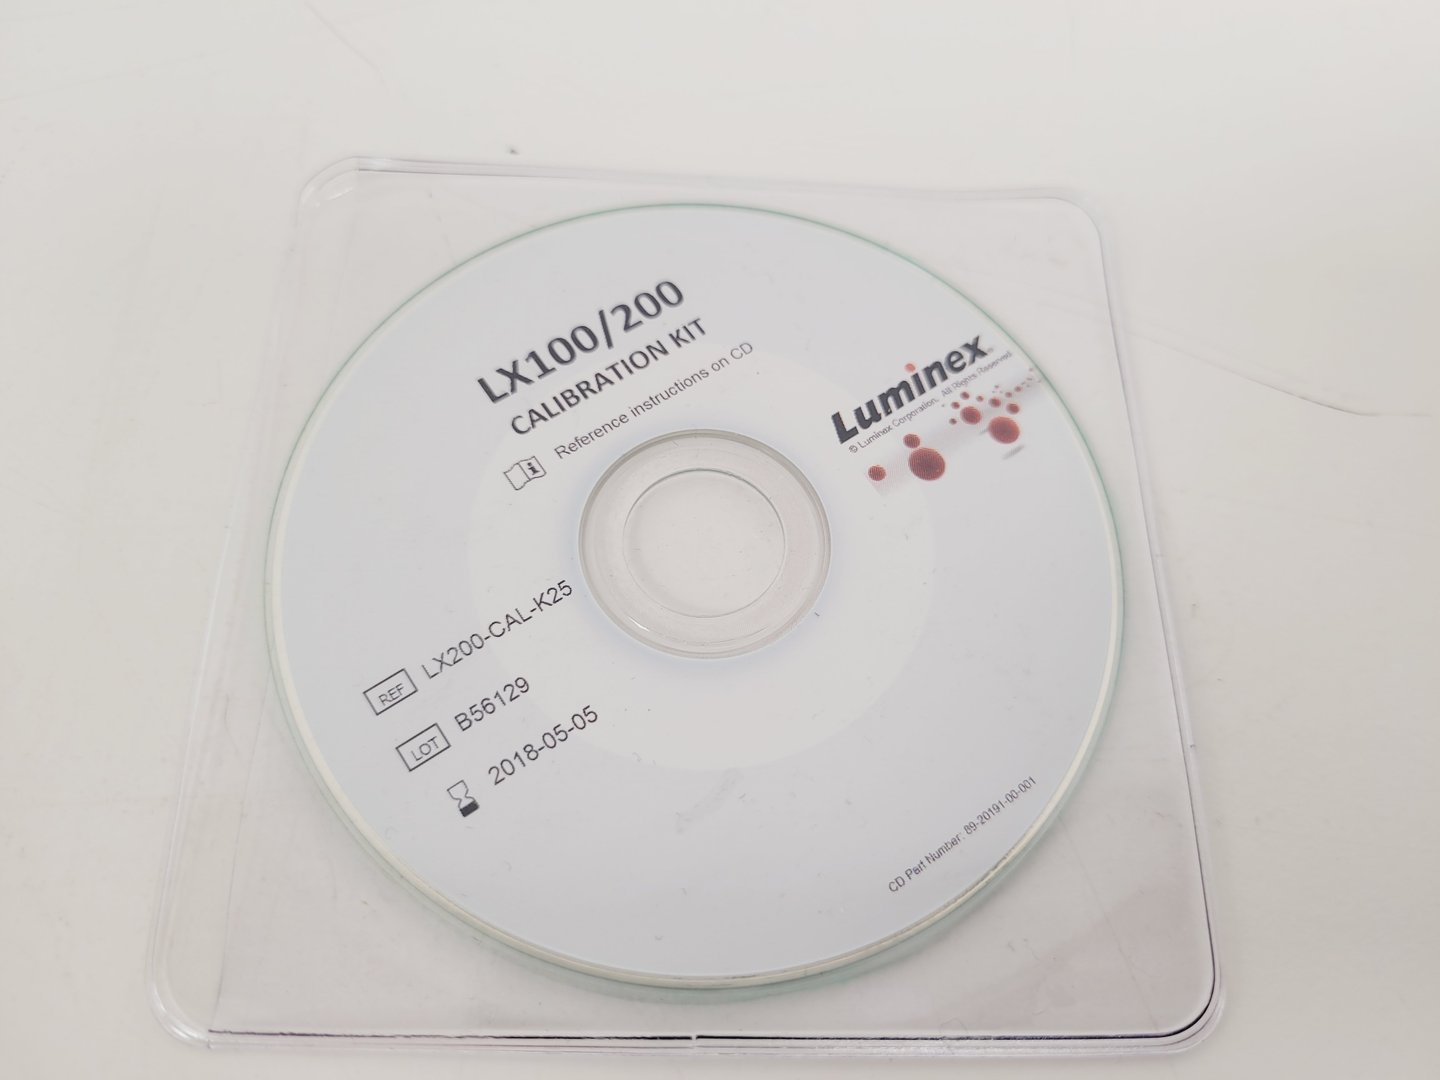 LX100/200
CALIBRATION KIT
Reference instructions on CD
Luminex
© Luminex Corporation. All Rights Reserved
REF LX200-CAL-K25
LOT B56129
2018-05-05
CD Part Number: 89-20191-00-001